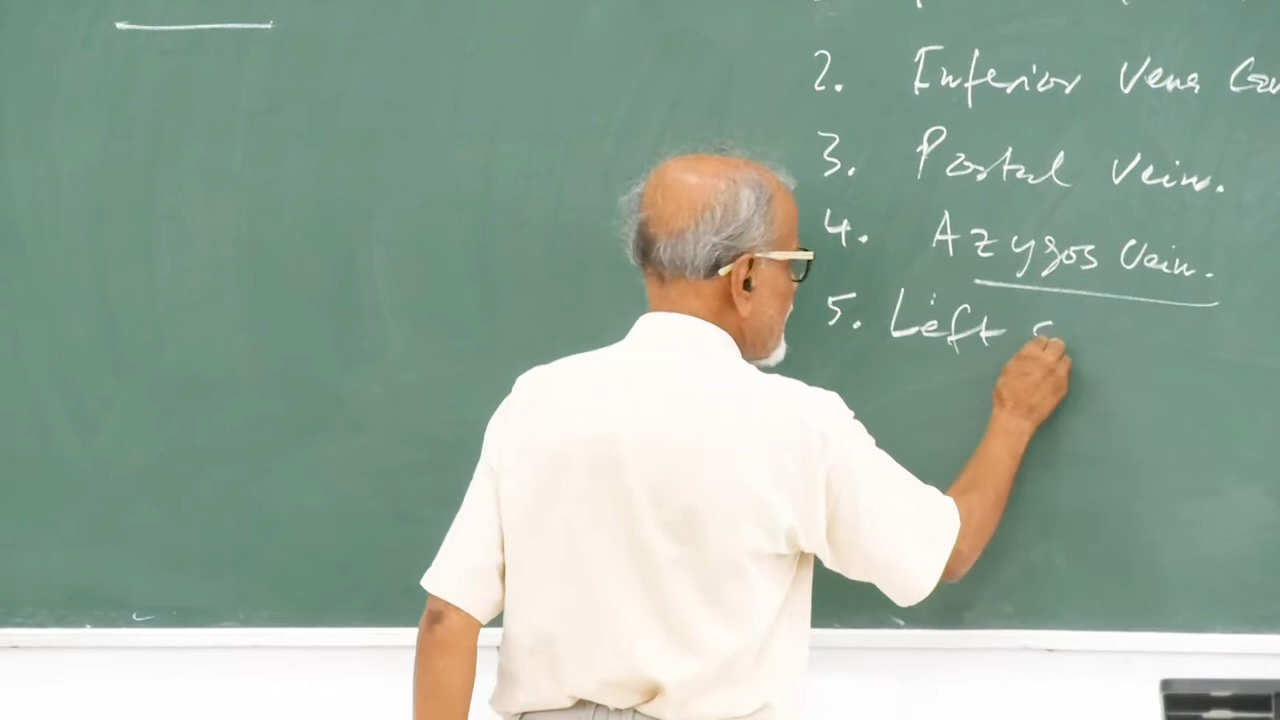 2. Inferior Vena
3. Portal Vein.
4. Azygos Vein.
5. Left